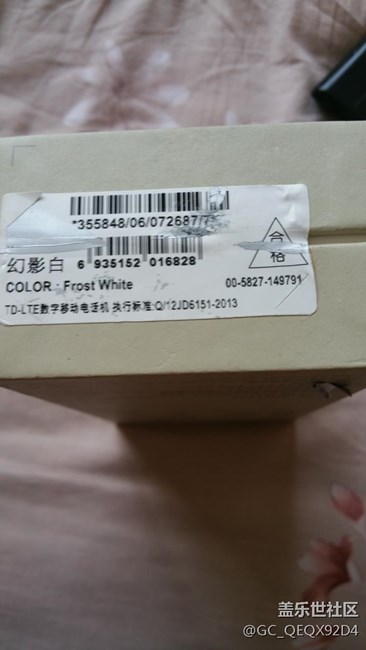 *355848/06/072687/7
6 935152 016828
合格
幻影白
COLOR : Frost White
00-5827-149791
TD-LTE数字移动电话机 执行标准:Q/12JD6151-2013
盖乐世社区
@GC_QEQX92D4